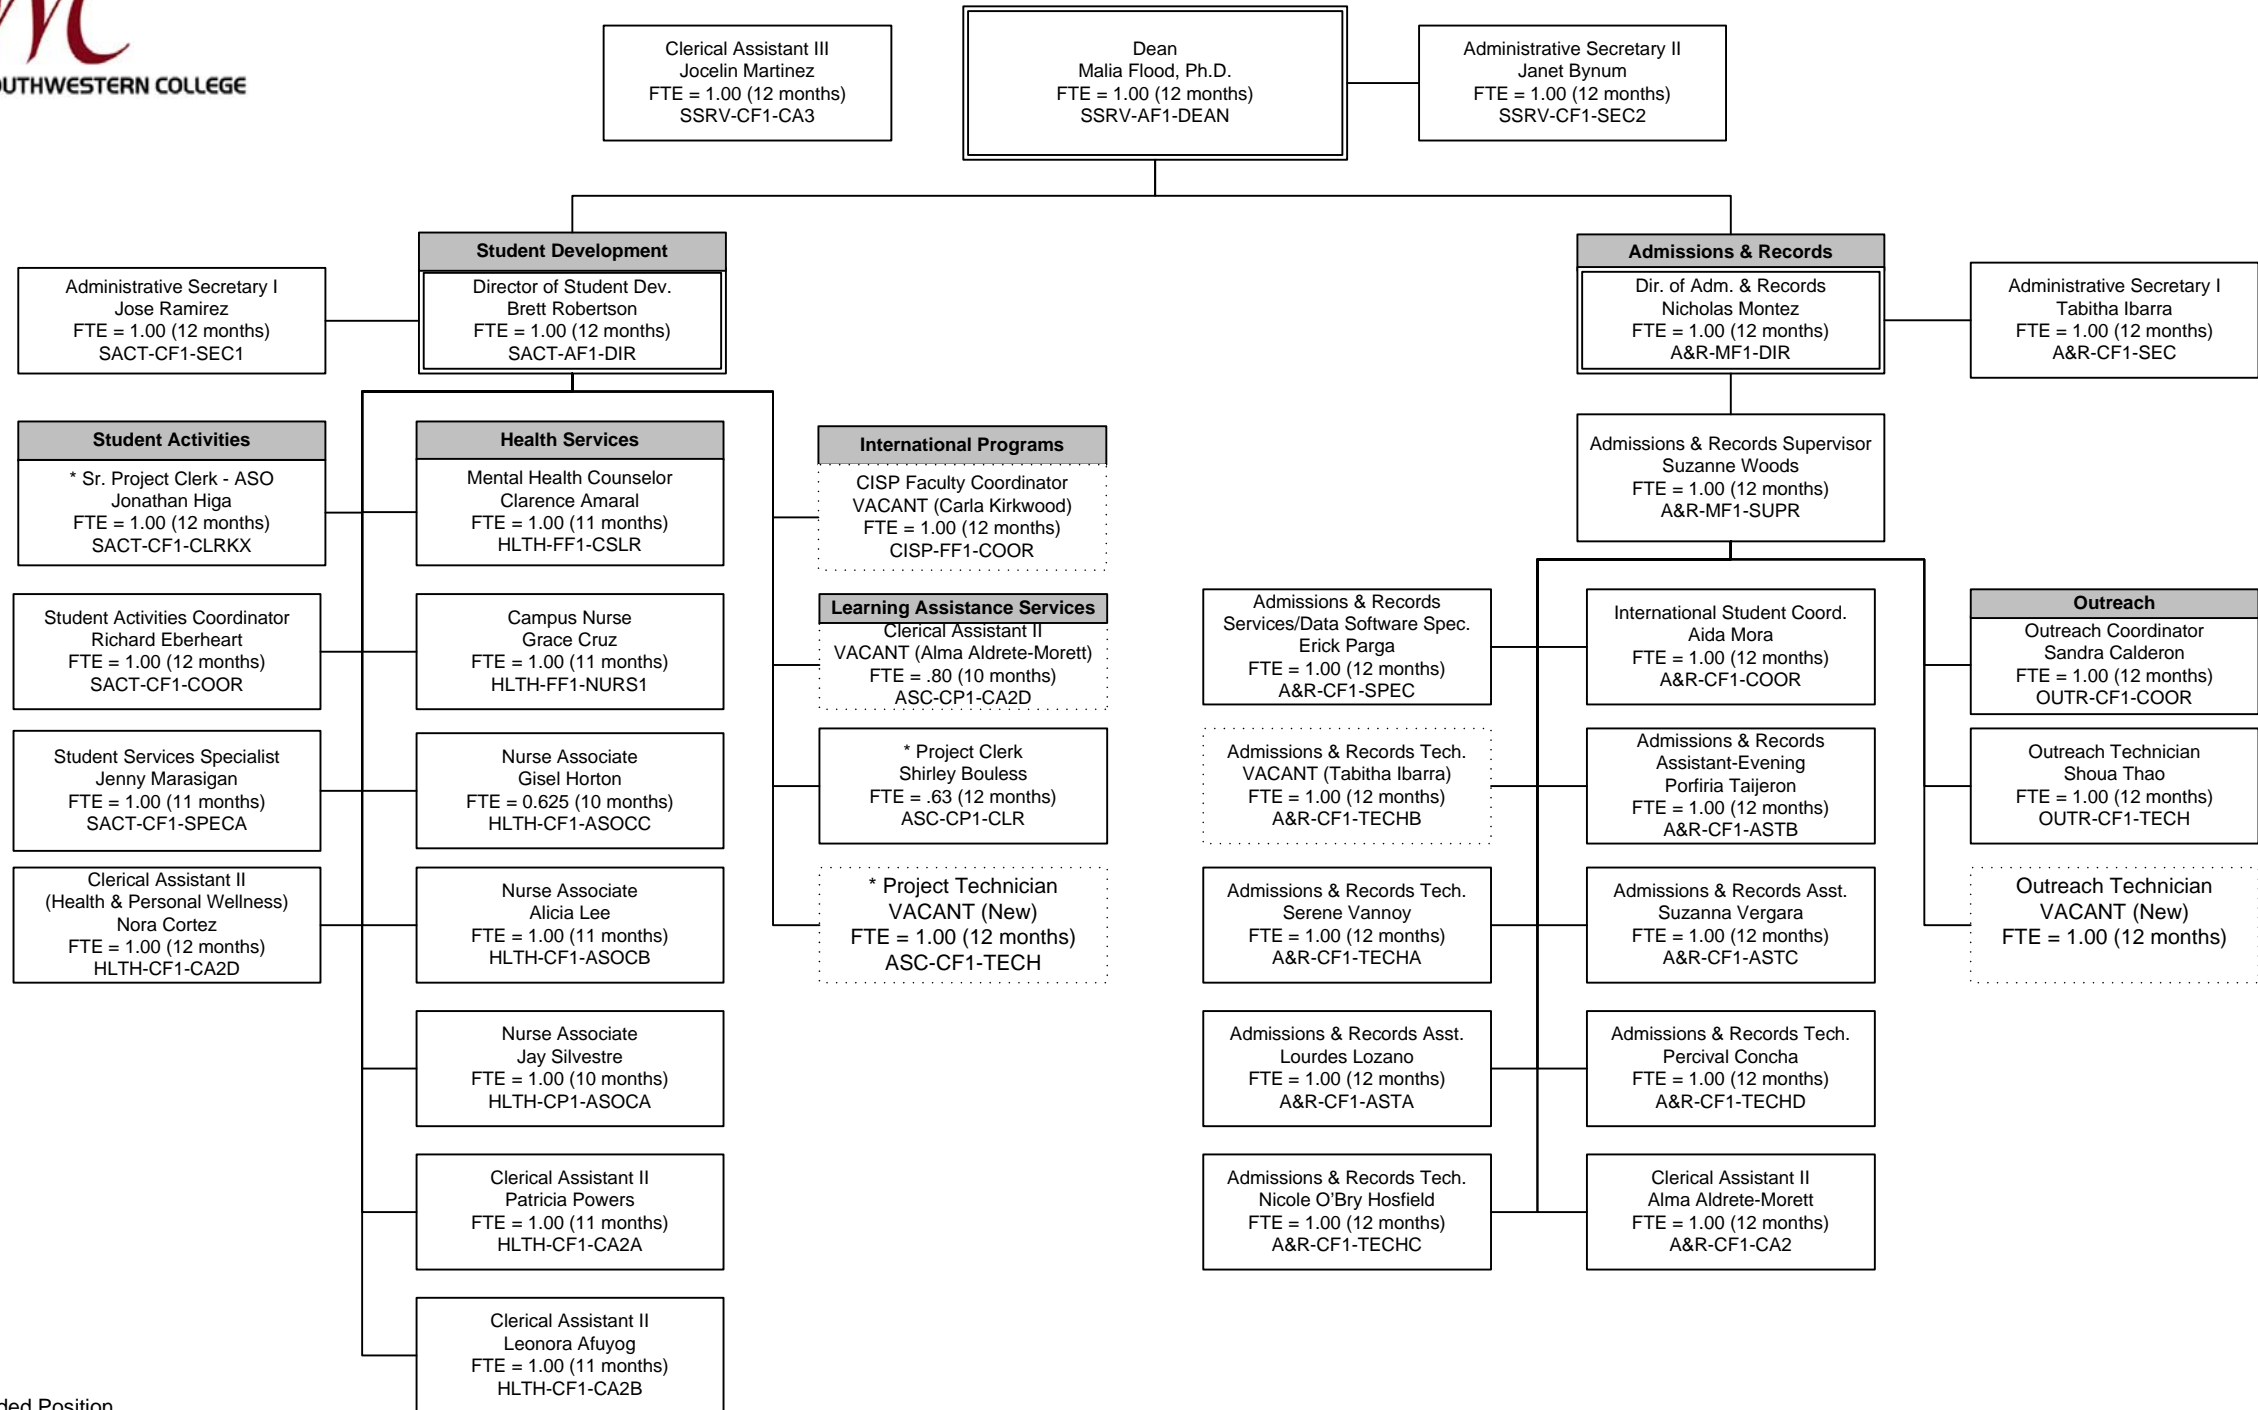 Clerical Assistant III
Jocelin Martinez
FTE = 1.00 (12 months)
SSRV-CF1-CA3
Dean
Malia Flood, Ph.D.
FTE = 1.00 (12 months)
SSRV-AF1-DEAN
Administrative Secretary II
Janet Bynum
FTE = 1.00 (12 months)
SSRV-CF1-SEC2
UTHWESTERN COLLEGE
Administrative Secretary I
Jose Ramirez
FTE = 1.00 (12 months)
SACT-CF1-SEC1
Student Development
Director of Student Dev.
Brett Robertson
FTE = 1.00 (12 months)
SACT-AF1-DIR
Admissions & Records
Dir. of Adm. & Records
Nicholas Montez
FTE = 1.00 (12 months)
A&R-MF1-DIR
Administrative Secretary I
Tabitha Ibarra
FTE = 1.00 (12 months)
A&R-CF1-SEC
Student Activities
* Sr. Project Clerk - ASO
Jonathan Higa
FTE = 1.00 (12 months)
SACT-CF1-CLRKX
Student Activities Coordinator
Richard Eberheart
FTE = 1.00 (12 months)
SACT-CF1-COOR
Student Services Specialist
Jenny Marasigan
FTE = 1.00 (11 months)
SACT-CF1-SPECA
Clerical Assistant II
(Health & Personal Wellness)
Nora Cortez
FTE = 1.00 (12 months)
HLTH-CF1-CA2D
Health Services
Mental Health Counselor
Clarence Amaral
FTE = 1.00 (11 months)
HLTH-FF1-CSLR
Campus Nurse
Grace Cruz
FTE = 1.00 (11 months)
HLTH-FF1-NURS1
Nurse Associate
Gisel Horton
FTE = 0.625 (10 months)
HLTH-CF1-ASOCC
Nurse Associate
Alicia Lee
FTE = 1.00 (11 months)
HLTH-CF1-ASOCB
Nurse Associate
Jay Silvestre
FTE = 1.00 (10 months)
HLTH-CP1-ASOCA
Clerical Assistant II
Patricia Powers
FTE = 1.00 (11 months)
HLTH-CF1-CA2A
Clerical Assistant II
Leonora Afuyog
FTE = 1.00 (11 months)
HLTH-CF1-CA2B
International Programs
CISP Faculty Coordinator
VACANT (Carla Kirkwood)
FTE = 1.00 (12 months)
CISP-FF1-COOR
Learning Assistance Services
Clerical Assistant II
VACANT (Alma Aldrete-Morett)
FTE = .80 (10 months)
ASC-CP1-CA2D
* Project Clerk
Shirley Bouless
FTE = .63 (12 months)
ASC-CP1-CLR
* Project Technician
VACANT (New)
FTE = 1.00 (12 months)
ASC-CF1-TECH
Admissions & Records Supervisor
Suzanne Woods
FTE = 1.00 (12 months)
A&R-MF1-SUPR
Admissions & Records
Services/Data Software Spec.
Erick Parga
FTE = 1.00 (12 months)
A&R-CF1-SPEC
Admissions & Records Tech.
VACANT (Tabitha Ibarra)
FTE = 1.00 (12 months)
A&R-CF1-TECHB
Admissions & Records Tech.
Serene Vannoy
FTE = 1.00 (12 months)
A&R-CF1-TECHA
Admissions & Records Asst.
Lourdes Lozano
FTE = 1.00 (12 months)
A&R-CF1-ASTA
Admissions & Records Tech.
Nicole O'Bry Hosfield
FTE = 1.00 (12 months)
A&R-CF1-TECHC
International Student Coord.
Aida Mora
FTE = 1.00 (12 months)
A&R-CF1-COOR
Admissions & Records
Assistant-Evening
Porfiria Taijeron
FTE = 1.00 (12 months)
A&R-CF1-ASTB
Admissions & Records Asst.
Suzanna Vergara
FTE = 1.00 (12 months)
A&R-CF1-ASTC
Admissions & Records Tech.
Percival Concha
FTE = 1.00 (12 months)
A&R-CF1-TECHD
Clerical Assistant II
Alma Aldrete-Morett
FTE = 1.00 (12 months)
A&R-CF1-CA2
Outreach
Outreach Coordinator
Sandra Calderon
FTE = 1.00 (12 months)
OUTR-CF1-COOR
Outreach Technician
Shoua Thao
FTE = 1.00 (12 months)
OUTR-CF1-TECH
Outreach Technician
VACANT (New)
FTE = 1.00 (12 months)
ded Position